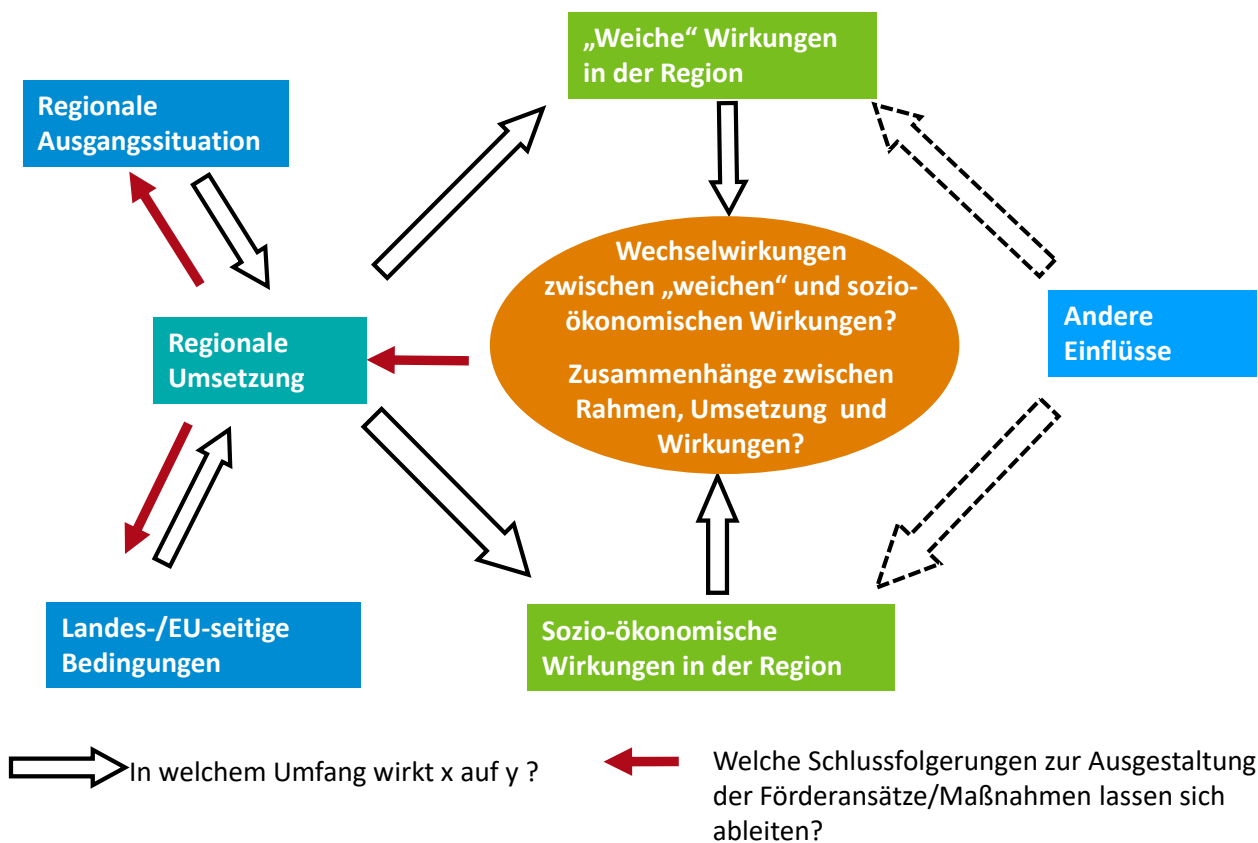 „Weiche“ Wirkungen
in der Region
Regionale
Ausgangssituation
Wechselwirkungen
zwischen „weichen“ und sozio-
ökonomischen Wirkungen?
Zusammenhänge zwischen
Rahmen, Umsetzung und
Wirkungen?
Andere
Einflüsse
Regionale
Umsetzung
Landes-/EU-seitige
Bedingungen
Sozio-ökonomische
Wirkungen in der Region
In welchem Umfang wirkt x auf y ?
Welche Schlussfolgerungen zur Ausgestaltung
der Förderansätze/Maßnahmen lassen sich
ableiten?